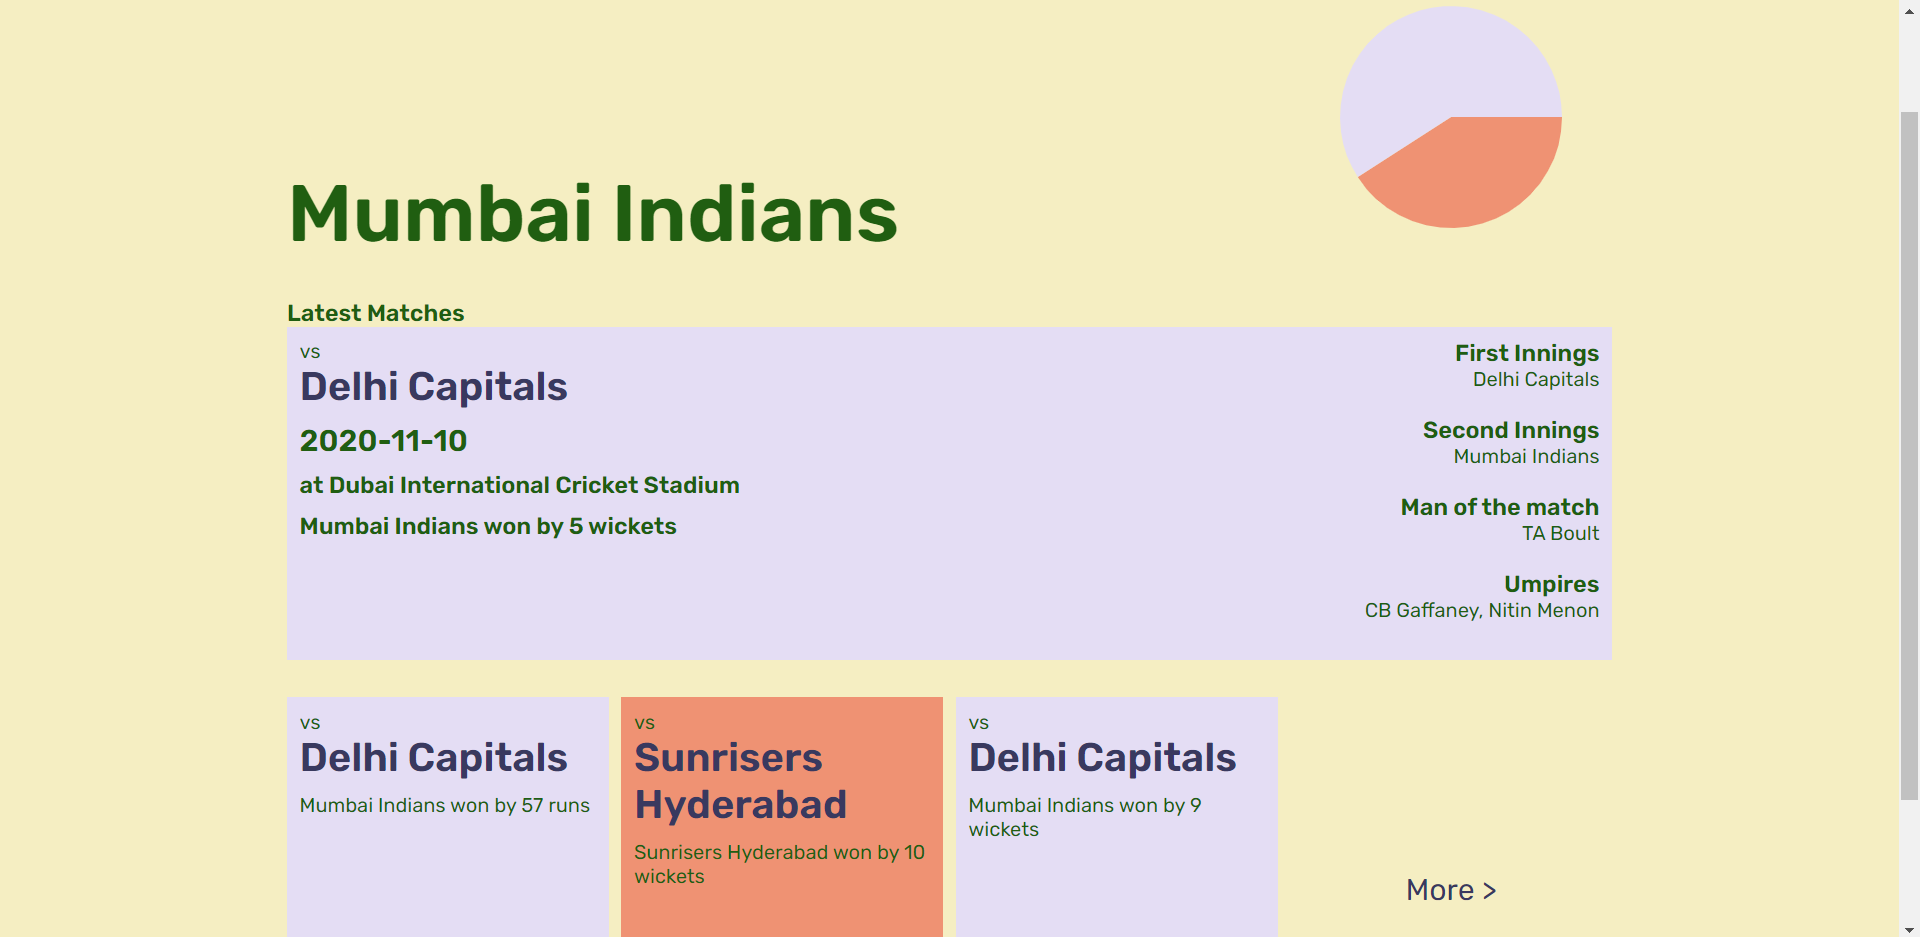 Mumbai Indians
Latest Matches
vs
Delhi Capitals
2020-11-10
at Dubai International Cricket Stadium
Mumbai Indians won by 5 wickets
First Innings
Delhi Capitals
Second Innings
Mumbai Indians
Man of the match
TA Boult
Umpires
CB Gaffaney, Nitin Menon
vs
Delhi Capitals
Mumbai Indians won by 57 runs
vs
Sunrisers
Hyderabad
Sunrisers Hyderabad won by 10
wickets
vs
Delhi Capitals
Mumbai Indians won by 9
wickets
More >